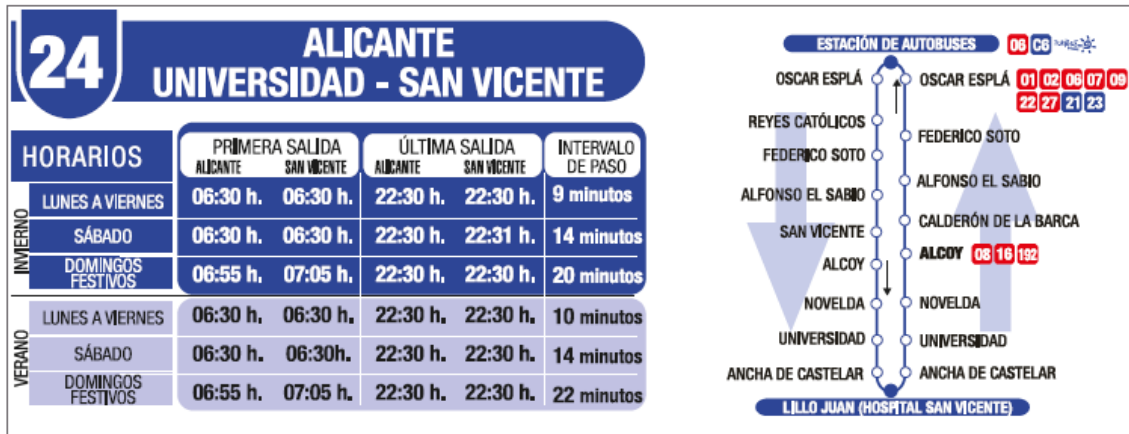 24
ALICANTE
UNIVERSIDAD - SAN VICENTE
HORARIOS
PRIMERA SALIDA
ÚLTIMA SALIDA
INTERVALO
DE PASO
ALICANTE SAN VICENTE ALICANTE SAN VICENTE
INVIERNO
LUNES A VIERNES 06:30 h. 06:30 h. 22:30 h. 22:30 h. 9 minutos
SÁBADO 06:30 h. 06:30 h. 22:30 h. 22:31 h. 14 minutos
DOMINGOS
FESTIVOS 06:55 h. 07:05 h. 22:30 h. 22:30 h. 20 minutos
VERANO
LUNES A VIERNES 06:30 h. 06:30 h. 22:30 h. 22:30 h. 10 minutos
SÁBADO 06:30 h. 06:30h. 22:30 h. 22:30 h. 14 minutos
DOMINGOS
FESTIVOS 06:55 h. 07:05 h. 22:30 h. 22:30 h. 22 minutos
ESTACIÓN DE AUTOBUSES 06 C6
OSCAR ESPLÁ
REYES CATÓLICOS
FEDERICO SOTO
ALFONSO EL SABIO
SAN VICENTE
ALCOY
NOVELDA
UNIVERSIDAD
ANCHA DE CASTELAR
OSCAR ESPLÁ 01 02 06 07 09
22 27 21 23
FEDERICO SOTO
ALFONSO EL SABIO
CALDERÓN DE LA BARCA
ALCOY 08 16 192
NOVELDA
UNIVERSIDAD
ANCHA DE CASTELAR
LILLO JUAN (HOSPITAL SAN VICENTE)